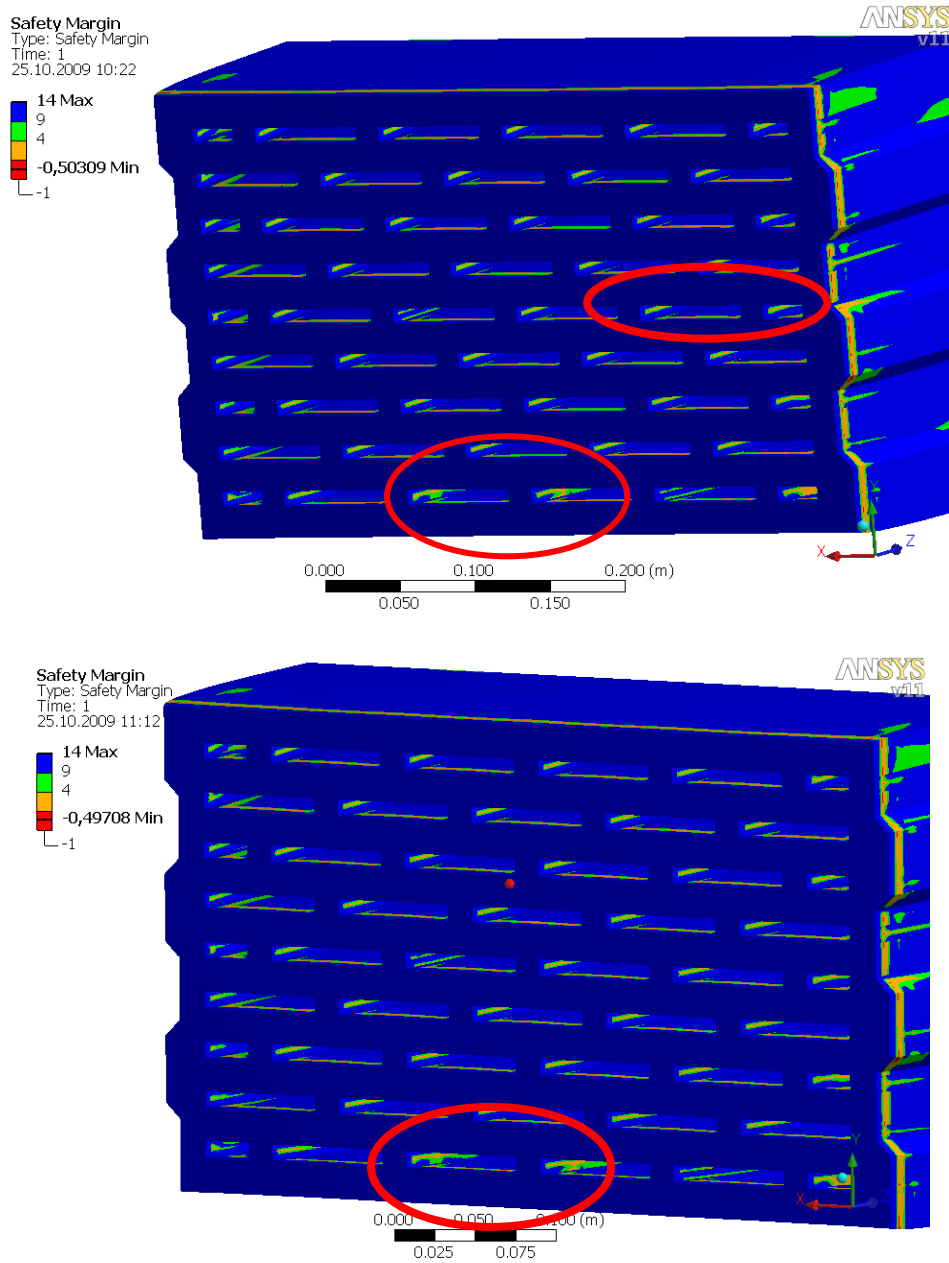 Safety Margin
Type: Safety Margin
Time: 1
25.10.2009 10:22
ANSYS
v11
14 Max
9
4
-0,50309 Min
-1
Y
X
Z
0.000
0.100
0.200 (m)
0.050
0.150
Safety Margin
Type: Safety Margin
Time: 1
25.10.2009 11:12
ANSYS
v11
14 Max
9
4
-0,49708 Min
-1
Y
X
Z
0.000
0.050
0.100 (m)
0.025
0.075